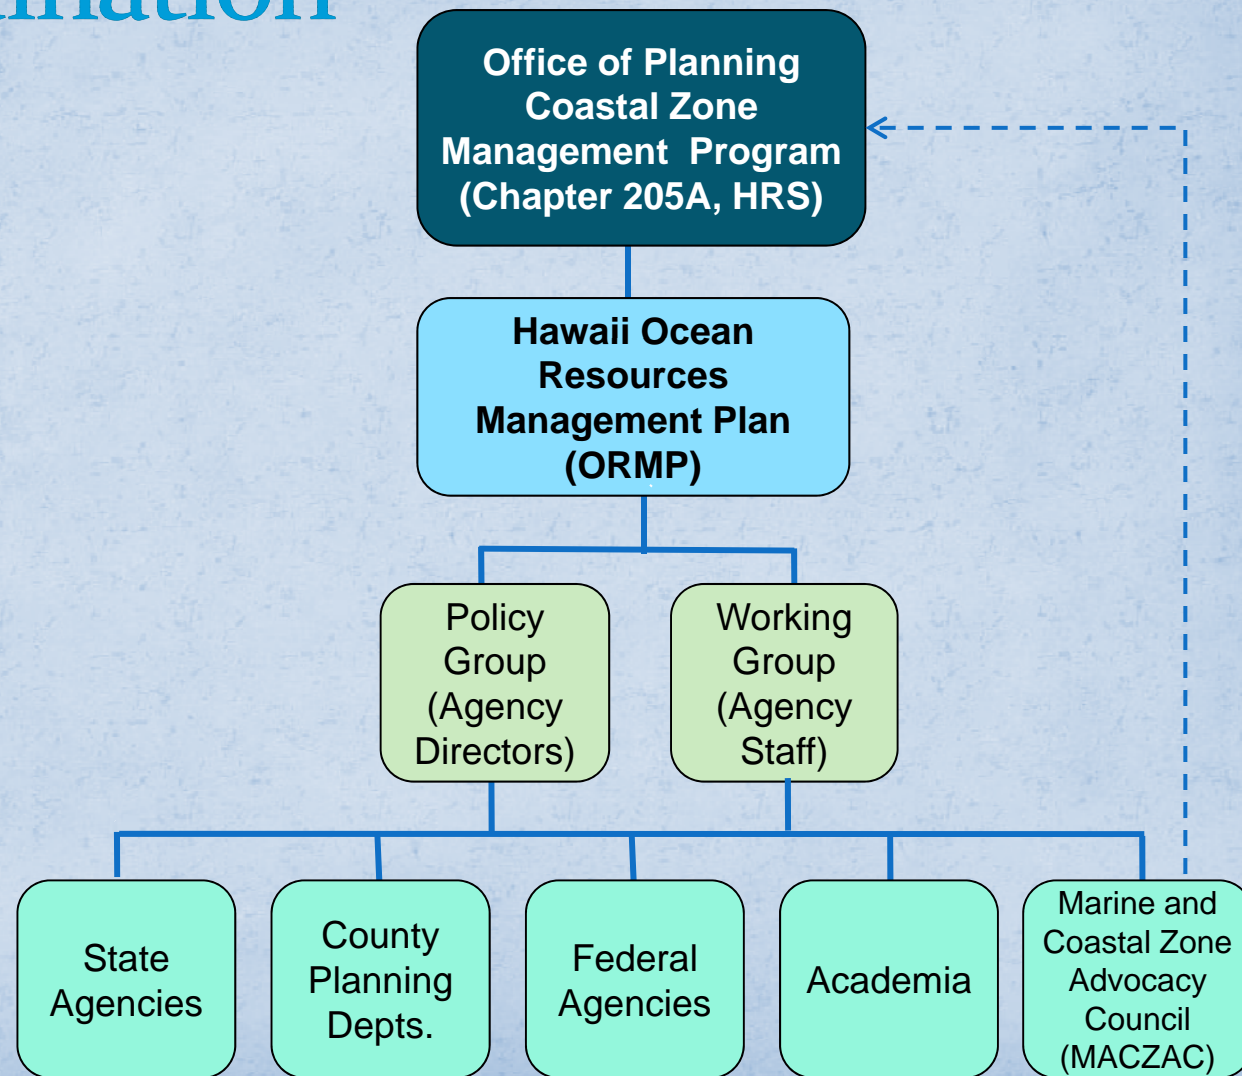 Office of Planning
Coastal Zone
Management Program
(Chapter 205A, HRS)
Hawaii Ocean
Resources
Management Plan
(ORMP)
Policy
Group
(Agency
Directors)
Working
Group
(Agency
Staff)
State
Agencies
County
Planning
Depts.
Federal
Agencies
Academia
Marine and
Coastal Zone
Advocacy
Council
(MACZAC)